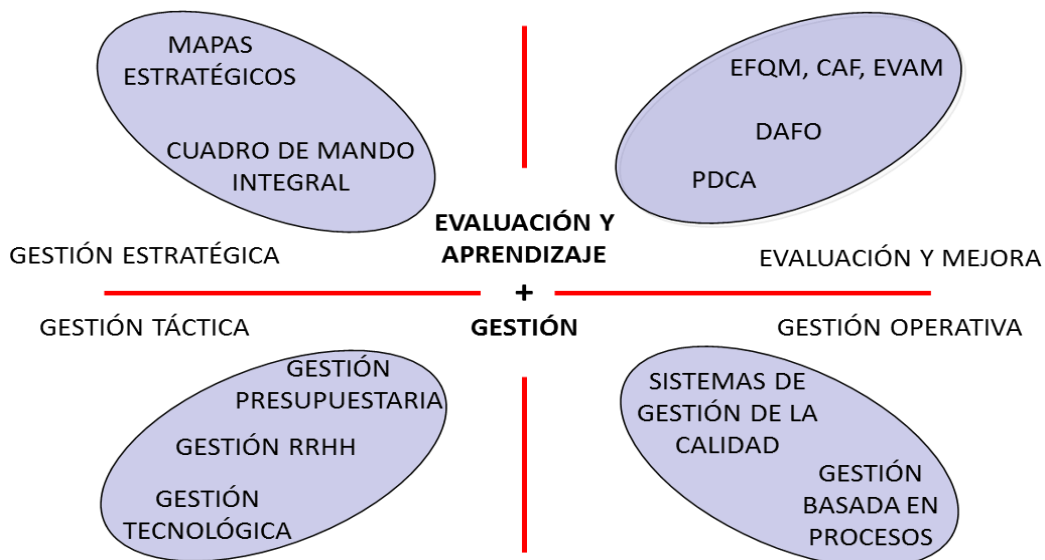 MAPAS
ESTRATÉGICOS
CUADRO DE MANDO
INTEGRAL
EFQM, CAF, EVAM
DAFO
PDCA
EVALUACIÓN Y
APRENDIZAJE
+
GESTIÓN
GESTIÓN ESTRATÉGICA
EVALUACIÓN Y MEJORA
GESTIÓN TÁCTICA
GESTIÓN OPERATIVA
GESTIÓN
PRESUPUESTARIA
GESTIÓN RRHH
GESTIÓN
TECNOLÓGICA
SISTEMAS DE
GESTIÓN DE LA
CALIDAD
GESTIÓN
BASADA EN
PROCESOS